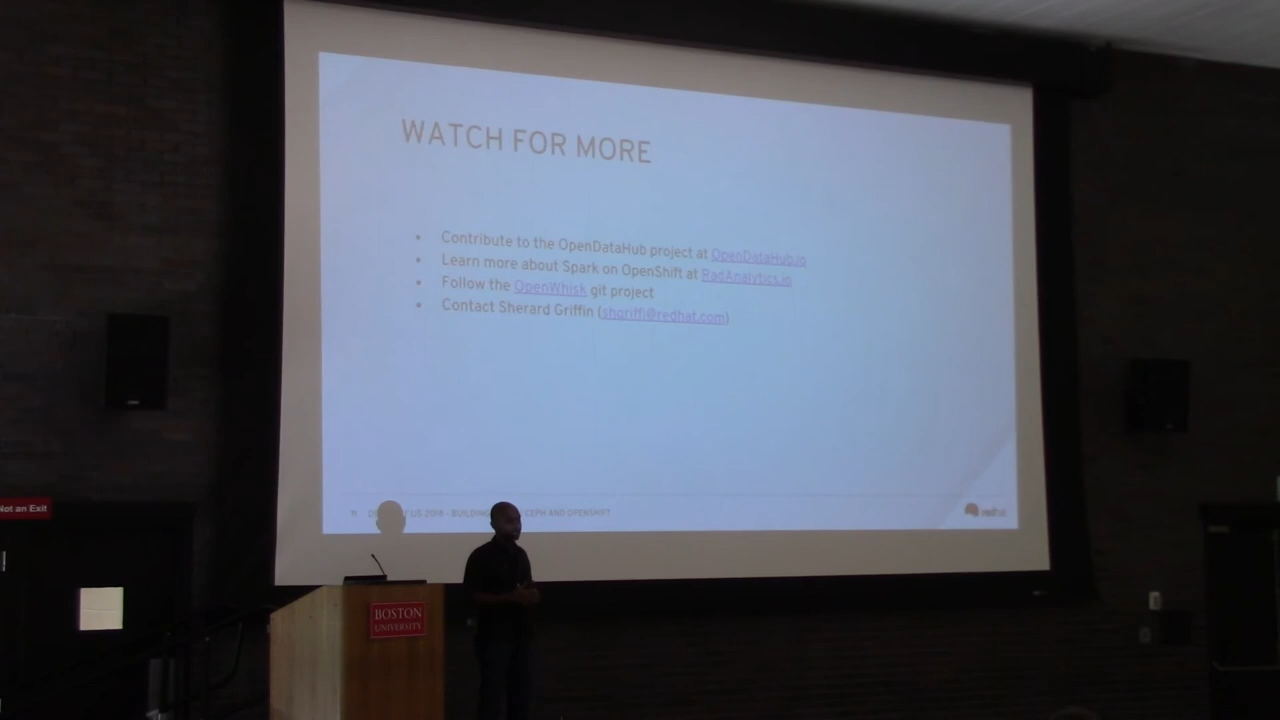 WATCH FOR MORE
• Contribute to the OpenDataHub project at OpenDataHub.io
• Learn more about Spark on OpenShift at RadAnalytics.io
• Follow the OpenWhisk git project
• Contact Sherard Griffin (shgriffi@redhat.com)
11 US 2018 - BUILDING CEPH AND OPENSHIFT
redhat
Not an Exit
BOSTON
UNIVERSITY